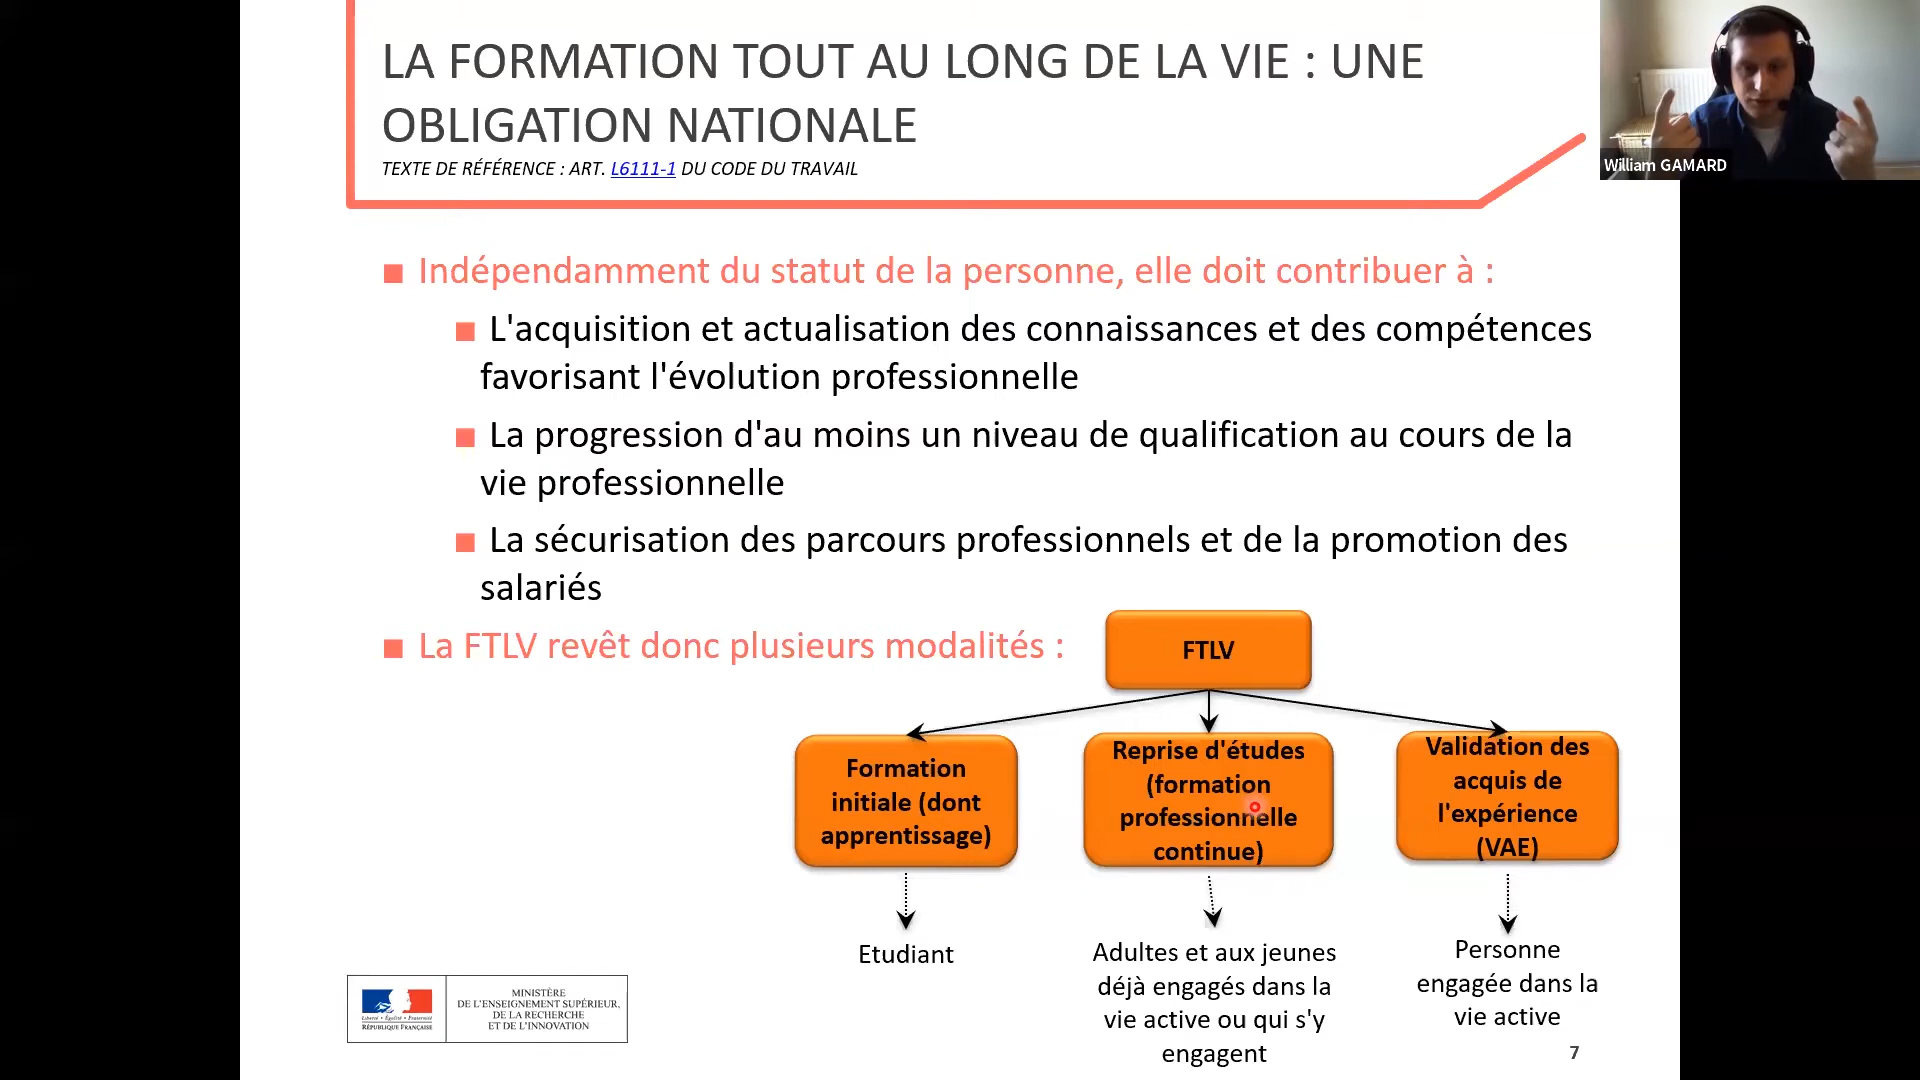 LA FORMATION TOUT AU LONG DE LA VIE : UNE
OBLIGATION NATIONALE
TEXTE DE RÉFÉRENCE : ART. L6111-1 DU CODE DU TRAVAIL
William GAMARD
Indépendamment du statut de la personne, elle doit contribuer à :
L'acquisition et actualisation des connaissances et des compétences
favorisant l'évolution professionnelle
La progression d'au moins un niveau de qualification au cours de la
vie professionnelle
La sécurisation des parcours professionnels et de la promotion des
salariés
La FTLV revêt donc plusieurs modalités :
FTLV
Formation
initiale (dont
apprentissage)
Reprise d'études
(formation
professionnelle
continue)
Validation des
acquis de
l'expérience
(VAE)
Etudiant
Adultes et aux jeunes
déjà engagés dans la
vie active ou qui s'y
engagent
Personne
engagée dans la
vie active
Liberté • Égalité • Fraternité
RÉPUBLIQUE FRANÇAISE
MINISTÈRE
DE L'ENSEIGNEMENT SUPÉRIEUR,
DE LA RECHERCHE
ET DE L'INNOVATION
7